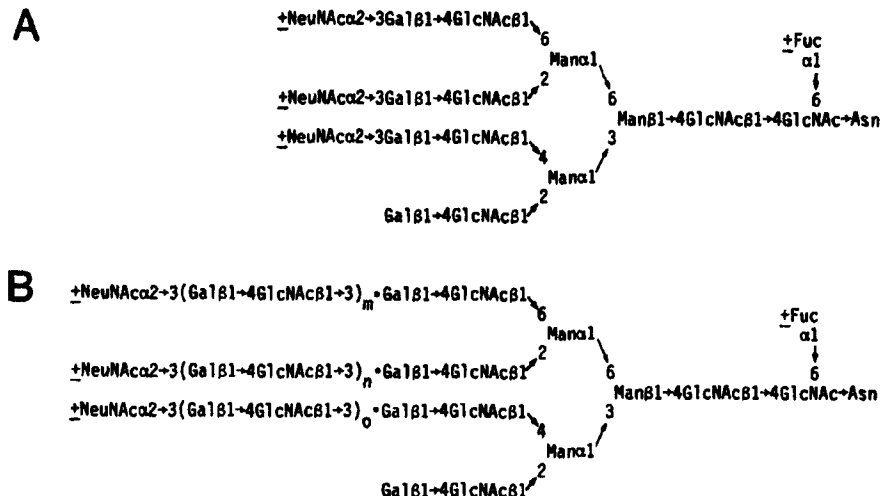 A
±NeuNAcα2→3Galβ1→4GlcNAcβ1
6
±Fuc
α1
Manα1
2
6
6
±NeuNAcα2→3Galβ1→4GlcNAcβ1
Manβ1→4GlcNAcβ1→4GlcNAc→Asn
±NeuNAcα2→3Galβ1→4GlcNAcβ1
3
4
Manα1
2
Galβ1→4GlcNAcβ1
B
±NeuNAcα2→3(Galβ1→4GlcNAcβ1→3)m•Galβ1→4GlcNAcβ1
6
±Fuc
α1
Manα1
2
6
6
±NeuNAcα2→3(Galβ1→4GlcNAcβ1→3)n•Galβ1→4GlcNAcβ1
Manβ1→4GlcNAcβ1→4GlcNAc→Asn
±NeuNAcα2→3(Galβ1→4GlcNAcβ1→3)o•Galβ1→4GlcNAcβ1
3
4
Manα1
2
Galβ1→4GlcNAcβ1